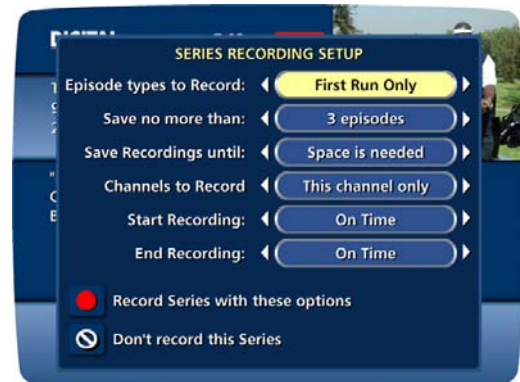 SERIES RECORDING SETUP
Episode types to Record: First Run Only
Save no more than: 3 episodes
Save Recordings until: Space is needed
Channels to Record This channel only
Start Recording: On Time
End Recording: On Time
Record Series with these options
Don't record this Series